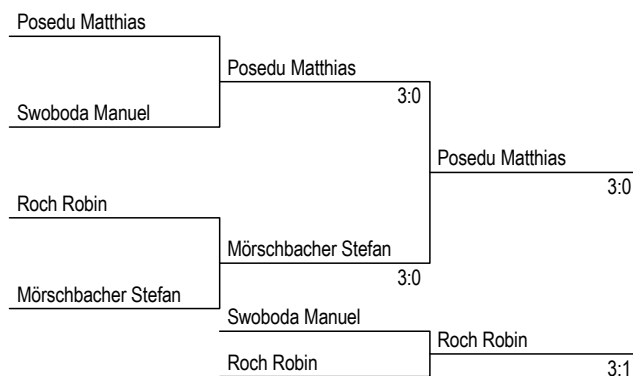 Posedu Matthias
Posedu Matthias
3:0
Swoboda Manuel
Posedu Matthias
3:0
Roch Robin
Mörschbacher Stefan
3:0
Mörschbacher Stefan
Swoboda Manuel
Roch Robin
Roch Robin
3:1